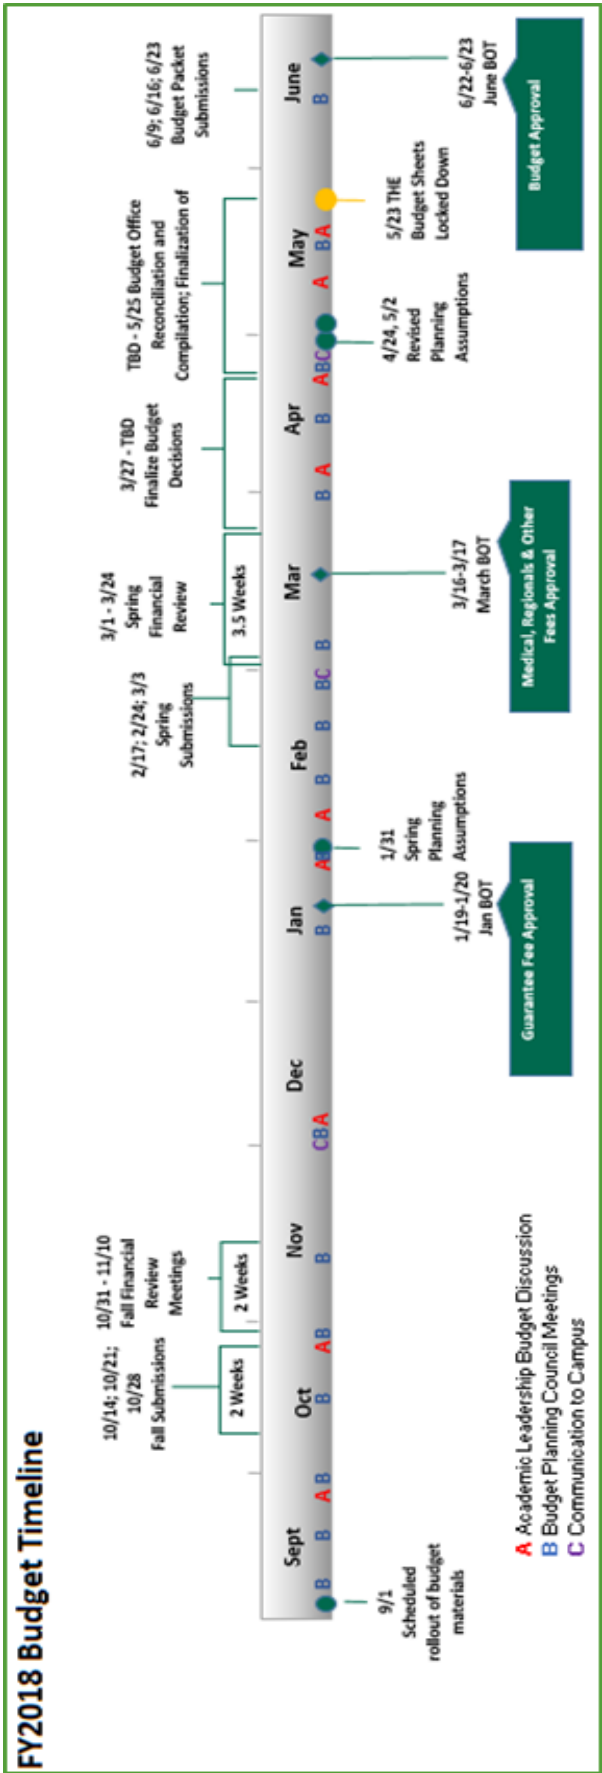 FY2018 Budget Timeline
10/14; 10/21;
10/28
Fall Submissions
2 Weeks
10/31 - 11/10
Fall Financial
Review
Meetings
2 Weeks
2/17; 2/24; 3/3
Spring
Submissions
3/1 - 3/24
Spring
Financial
Review
3.5 Weeks
3/27 - TBD
Finalize Budget
Decisions
TBD - 5/25 Budget Office
Reconciliation and
Compilation; Finalization of
6/9; 6/16; 6/23
Budget Packet
Submissions
Sept Oct Nov Dec Jan Feb Mar Apr May June
B B A B B A B B C B A B A B A B B B C B B A B A B C A B A B
9/1
Scheduled
rollout of budget
materials
1/19-1/20
Jan BOT
Guarantee Fee Approval
1/31
Spring
Planning
Assumptions
3/16-3/17
March BOT
Medical, Regionals & Other
Fees Approval
4/24, 5/2
Revised
Planning
Assumptions
5/23 THE
Budget Sheets
Locked Down
6/22-6/23
June BOT
Budget Approval
A Academic Leadership Budget Discussion
B Budget Planning Council Meetings
C Communication to Campus